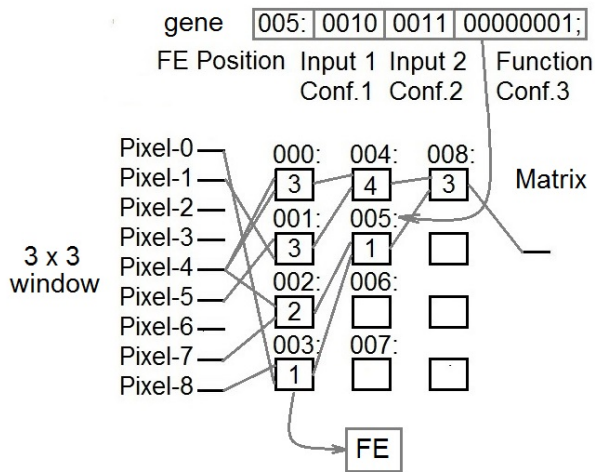 gene 005: 0010 0011 00000001;
FE Position Input 1 Input 2 Function
Conf.1 Conf.2 Conf.3
Pixel-0 000: 004: 008:
Pixel-1 3 4 3 Matrix
Pixel-2 001: 005:
Pixel-3 3 1
3 x 3 Pixel-4 002: 006:
window Pixel-5 2
Pixel-6
Pixel-7 003: 007:
Pixel-8 1
FE